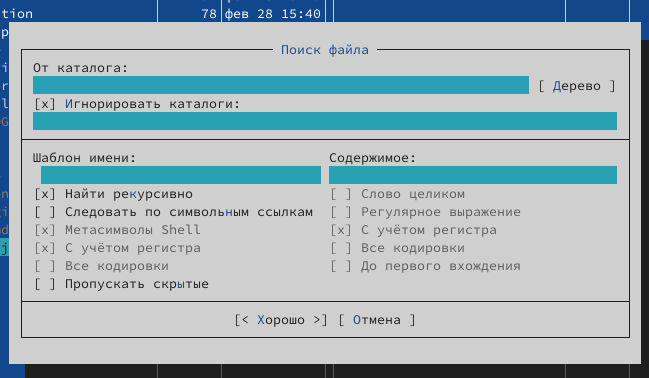 tion 78 фев 28 15:40
Поиск файла
От каталога:
[ Дерево ]
[x] Игнорировать каталоги:
Шаблон имени: Содержимое:
[x] Найти рекурсивно [ ] Слово целиком
[ ] Следовать по символьным ссылкам [ ] Регулярное выражение
[x] Метасимволы Shell [x] С учётом регистра
[x] С учётом регистра [ ] Все кодировки
[ ] Все кодировки [ ] До первого вхождения
[ ] Пропускать скрытые
[< Хорошо >] [ Отмена ]